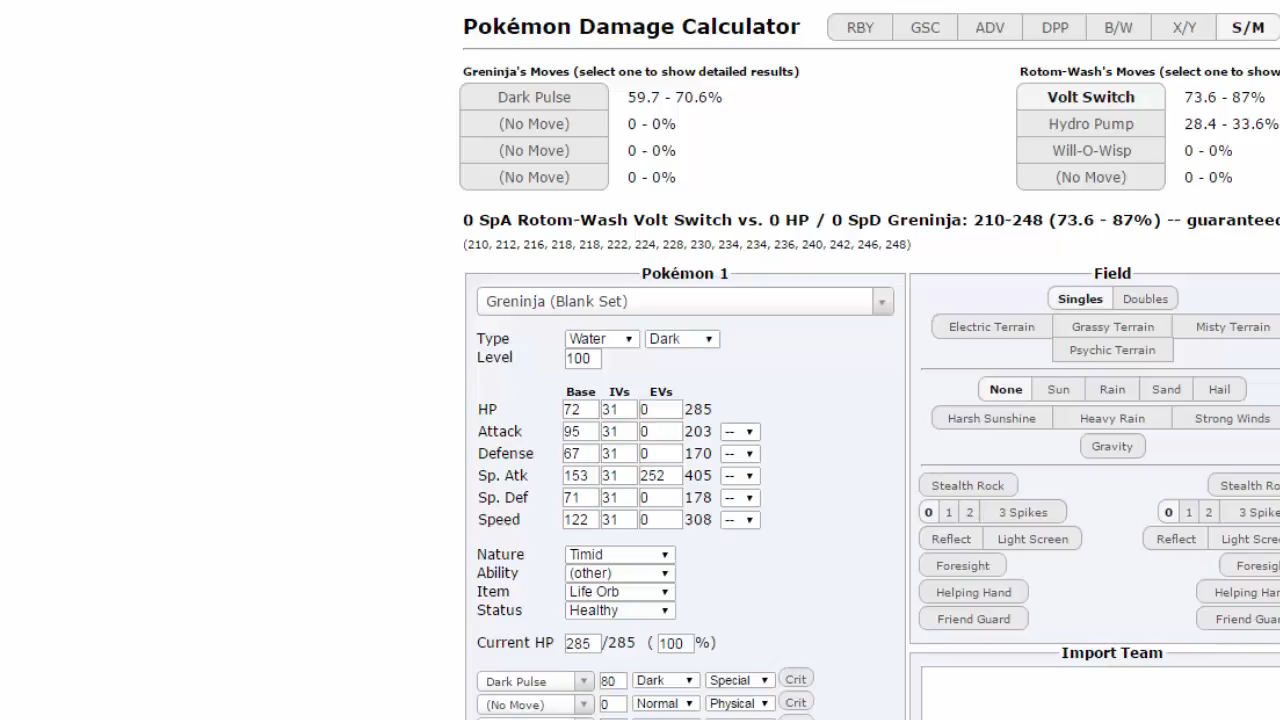 Pokémon Damage Calculator RBY GSC ADV DPP B/W X/Y S/M
Greninja's Moves (select one to show detailed results)
Dark Pulse 59.7 - 70.6%
(No Move) 0 - 0%
(No Move) 0 - 0%
(No Move) 0 - 0%
Rotom-Wash's Moves (select one to show
Volt Switch 73.6 - 87%
Hydro Pump 28.4 - 33.6%
Will-O-Wisp 0 - 0%
(No Move) 0 - 0%
0 SpA Rotom-Wash Volt Switch vs. 0 HP / 0 SpD Greninja: 210-248 (73.6 - 87%) -- guaranteed
(210, 212, 216, 218, 218, 222, 224, 228, 230, 234, 234, 236, 240, 242, 246, 248)
Pokémon 1
Greninja (Blank Set)
Type Water Dark
Level 100
Base IVs EVs
HP 72 31 0 285
Attack 95 31 0 203 --
Defense 67 31 0 170 --
Sp. Atk 153 31 252 405 --
Sp. Def 71 31 0 178 --
Speed 122 31 0 308 --
Nature Timid
Ability (other)
Item Life Orb
Status Healthy
Current HP 285 /285 ( 100 %)
Dark Pulse 80 Dark Special Crit
(No Move) 0 Normal Physical Crit
Field
Singles Doubles
Electric Terrain Grassy Terrain Misty Terrain
Psychic Terrain
None Sun Rain Sand Hail
Harsh Sunshine Heavy Rain Strong Winds
Gravity
Stealth Rock Stealth Ro
0 1 2 3 Spikes 0 1 2 3 Spike
Reflect Light Screen Reflect Light Scree
Foresight Foresigh
Helping Hand Helping Han
Friend Guard Friend Guar
Import Team